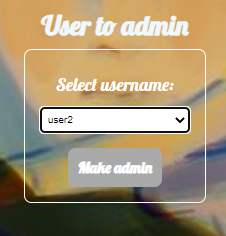 User to admin
Select username:
user2
Make admin